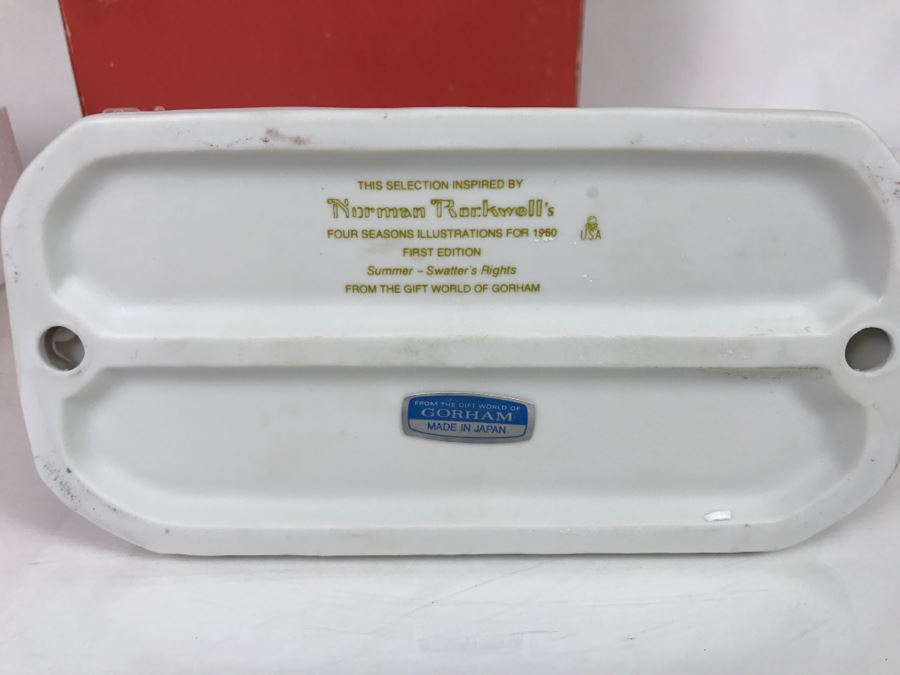 THIS SELECTION INSPIRED BY
Norman Rockwell's
FOUR SEASONS ILLUSTRATIONS FOR 1950
FIRST EDITION
Summer – Swatter's Rights
FROM THE GIFT WORLD OF GORHAM
USA
FROM THE GIFT WORLD OF
GORHAM
MADE IN JAPAN